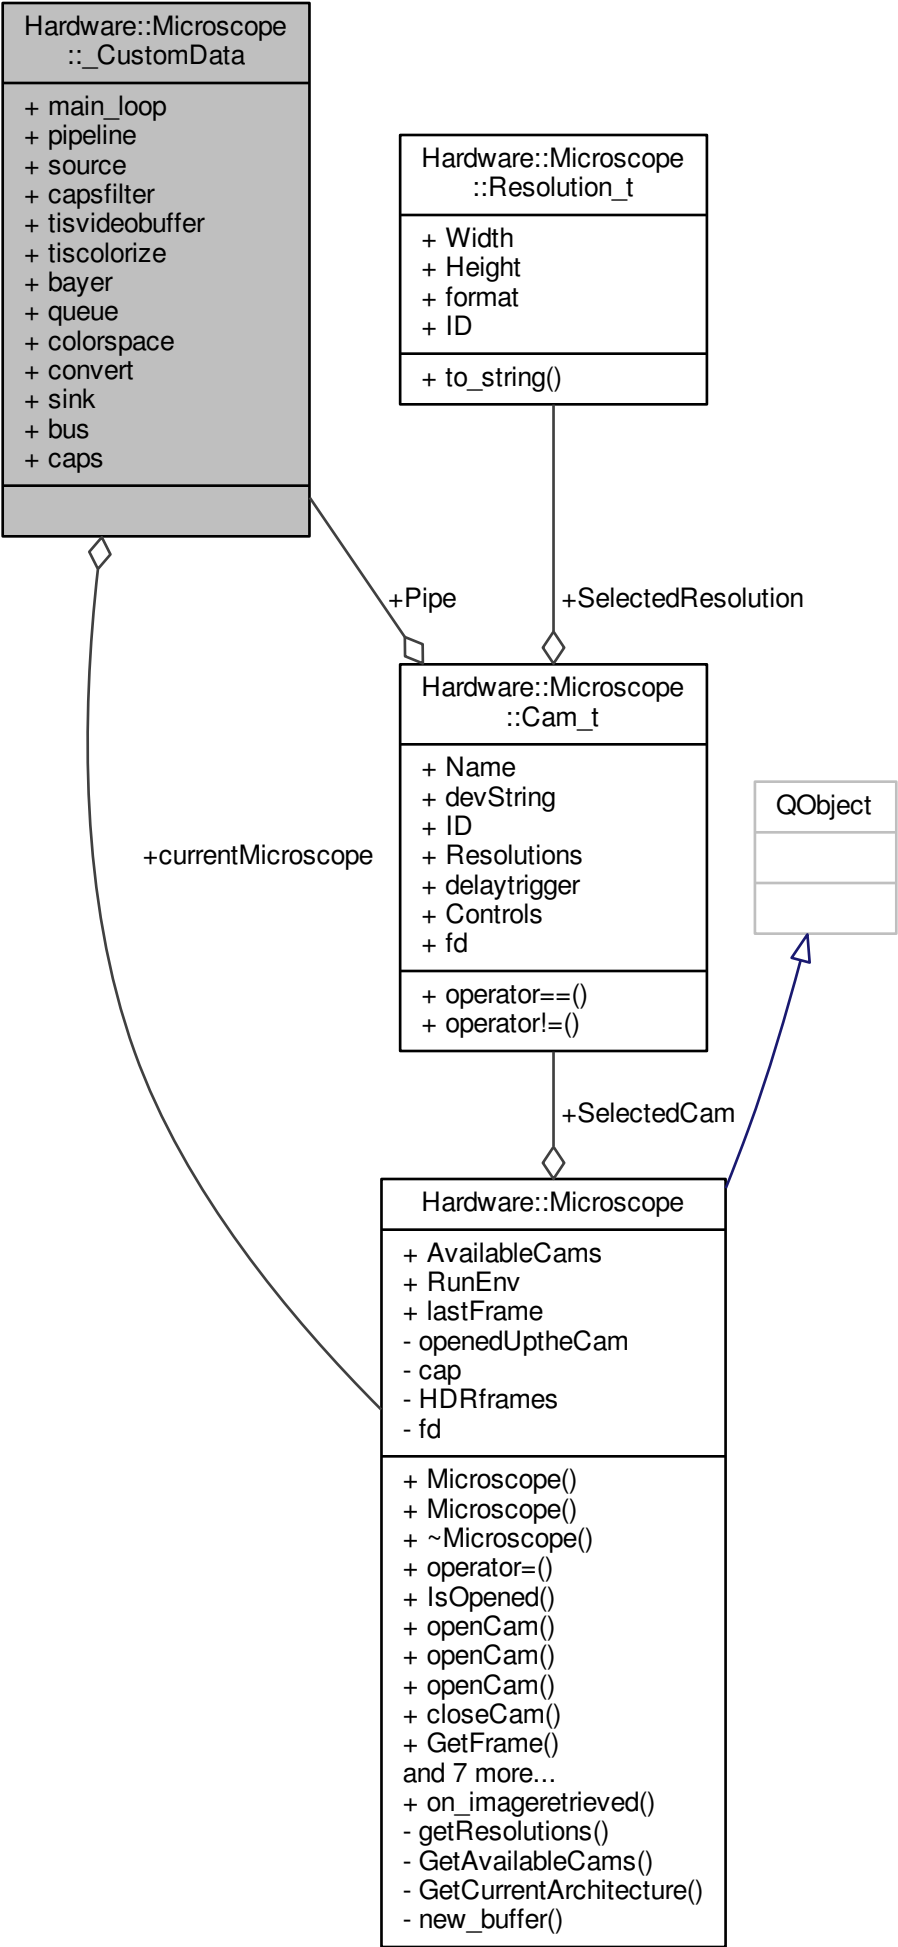 Hardware::Microscope
::_CustomData
+ main_loop
+ pipeline
+ source
+ capsfilter
+ tisvideobuffer
+ tiscolorize
+ bayer
+ queue
+ colorspace
+ convert
+ sink
+ bus
+ caps
Hardware::Microscope
::Resolution_t
+ Width
+ Height
+ format
+ ID
+ to_string()
+Pipe
+SelectedResolution
Hardware::Microscope
::Cam_t
+ Name
+ devString
+ ID
+ Resolutions
+ delaytrigger
+ Controls
+ fd
+ operator==()
+ operator!=()
QObject
+currentMicroscope
+SelectedCam
Hardware::Microscope
+ AvailableCams
+ RunEnv
+ lastFrame
- openedUptheCam
- cap
- HDRframes
- fd
+ Microscope()
+ Microscope()
+ ~Microscope()
+ operator=()
+ IsOpened()
+ openCam()
+ openCam()
+ openCam()
+ closeCam()
+ GetFrame()
and 7 more...
+ on_imageretrieved()
- getResolutions()
- GetAvailableCams()
- GetCurrentArchitecture()
- new_buffer()